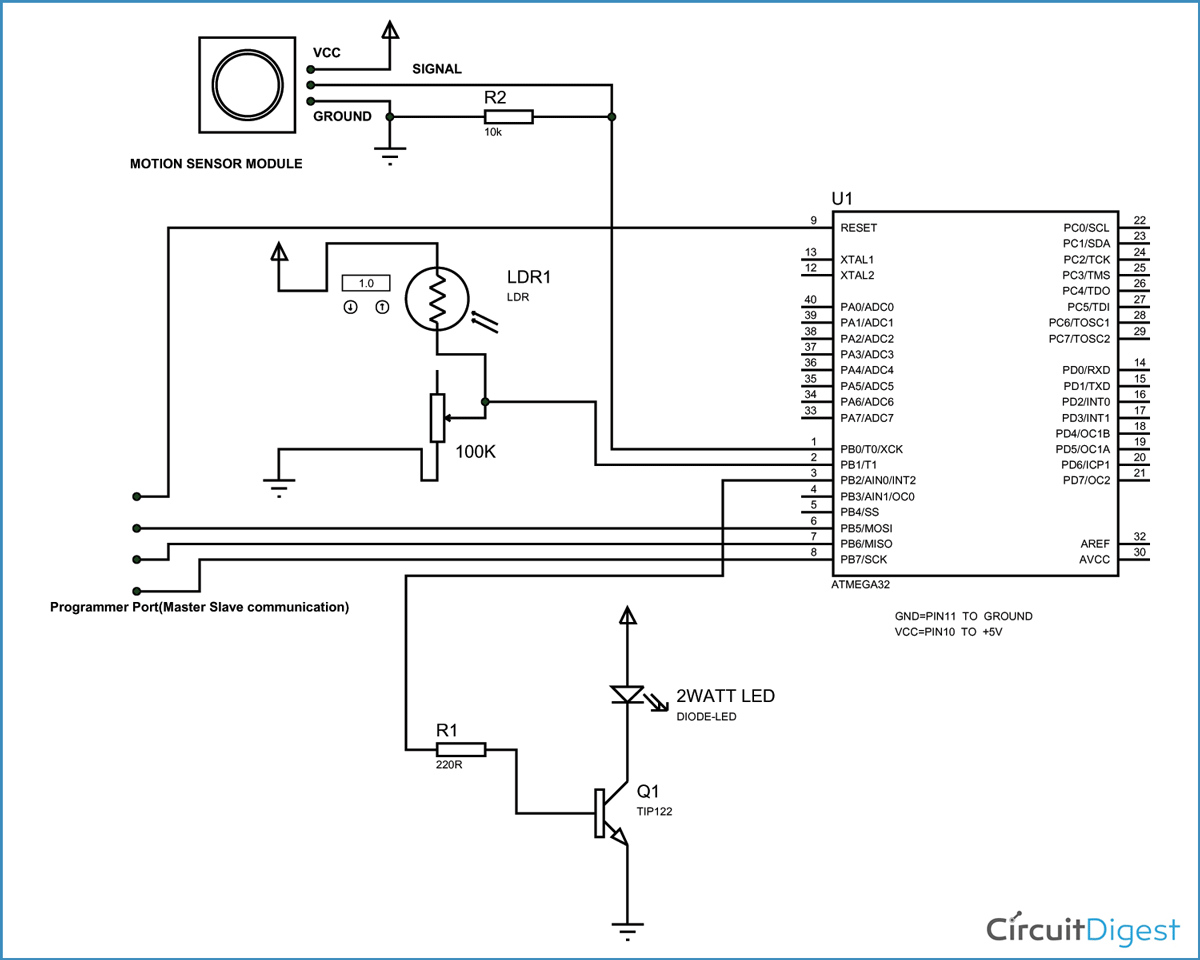 VCC
SIGNAL
GROUND
R2
10k
MOTION SENSOR MODULE
U1
9 RESET
13 XTAL1
12 XTAL2
40 PA0/ADC0
39 PA1/ADC1
38 PA2/ADC2
37 PA3/ADC3
36 PA4/ADC4
35 PA5/ADC5
34 PA6/ADC6
33 PA7/ADC7
1 PB0/T0/XCK
2 PB1/T1
3 PB2/AIN0/INT2
4 PB3/AIN1/OC0
5 PB4/SS
6 PB5/MOSI
7 PB6/MISO
8 PB7/SCK
PC0/SCL 22
PC1/SDA 23
PC2/TCK 24
PC3/TMS 25
PC4/TDO 26
PC5/TDI 27
PC6/TOSC1 28
PC7/TOSC2 29
PD0/RXD 14
PD1/TXD 15
PD2/INT0 16
PD3/INT1 17
PD4/OC1B 18
PD5/OC1A 19
PD6/ICP1 20
PD7/OC2 21
AREF 32
AVCC 30
ATMEGA32
GND=PIN11 TO GROUND
VCC=PIN10 TO +5V
1.0
LDR1
LDR
100K
Programmer Port(Master Slave communication)
2WATT LED
DIODE-LED
R1
220R
Q1
TIP122
CircuitDigest